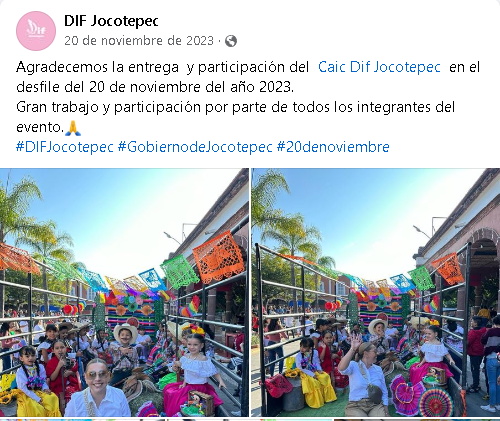 DIF Jocotepec
20 de noviembre de 2023 ·
Agradecemos la entrega y participación del Caic Dif Jocotepec en el
desfile del 20 de noviembre del año 2023.
Gran trabajo y participación por parte de todos los integrantes del
evento.🙏
#DIFJocotepec #GobiernodeJocotepec #20denoviembre